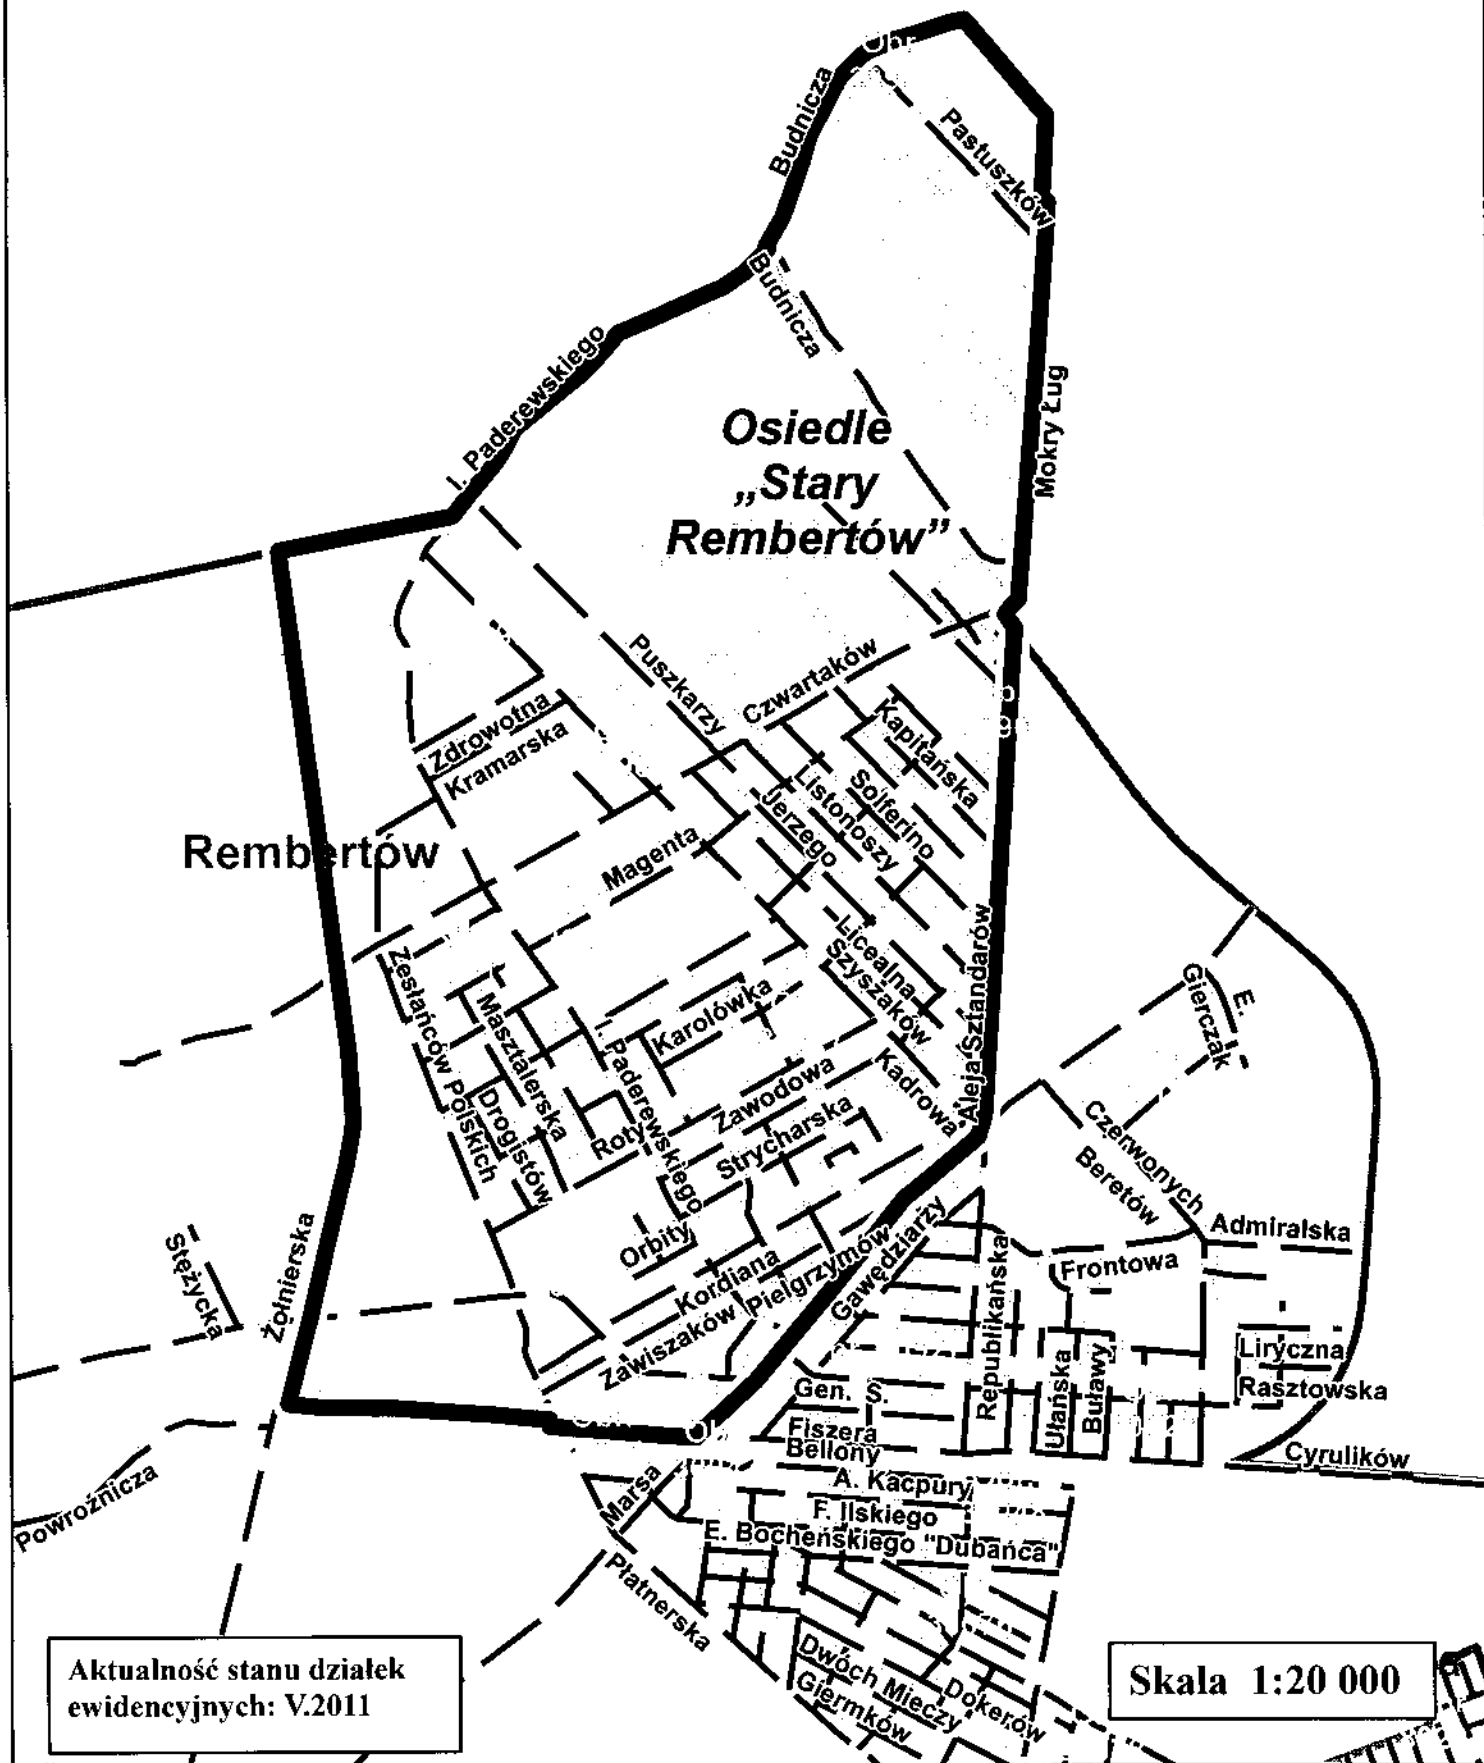 Budnicza
Pastuszków
Budnicza
I. Paderewskiego
Mokry Ług
Osiedle
„Stary
Rembertów”
Puszkarzy
Czwartaków
Kapitańska
Zdrowotna
Kramarska
Listonoszy
Solferino
Jerzego
Rembertów
Magenta
Licealna
Szyszaków
Aleja Sztandarów
Zesłańców Polskich
Masztalerska
Karolówka
E.
Gierczak
Paderewskiego
Kadrowa
Drogistów
Zawodowa
Roty
Strycharska
Czerwonych
Beretów
Admiralska
Stężycka
Żołnierska
Orbity
Kordiana
Pielgrzymów
Gawędziarzy
Republikańska
Frontowa
Zawiszaków
Ułańska
Buławy
Liryczna
Rasztowska
Gen. S.
Fiszera
Bellony
Cyrulików
A. Kacpury
Marsa
F. Ilskiego
Powroźnicza
E. Bocheńskiego "Dubańca"
Płatnerska
Dwóch Mieczy
Giermków
Dokerów
Aktualność stanu działek
ewidencyjnych: V.2011
Skala 1:20 000